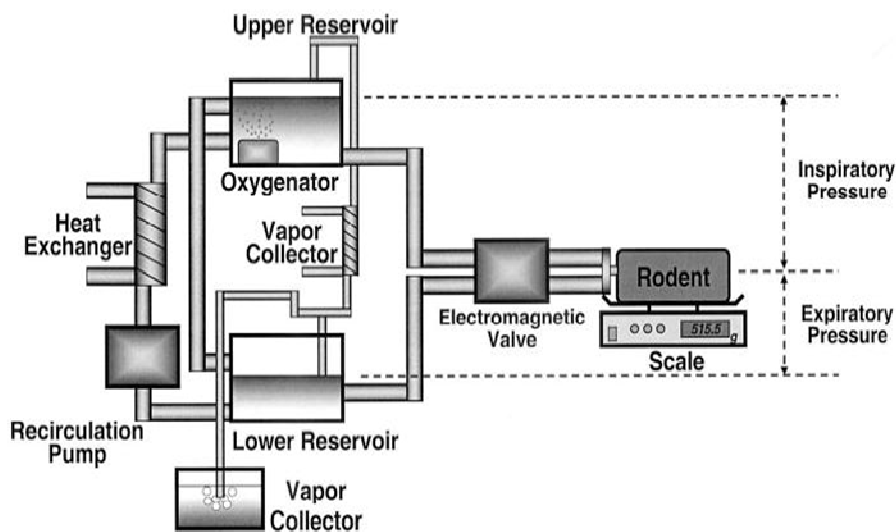 Upper Reservoir
Oxygenator
Inspiratory
Pressure
Heat
Exchanger
Vapor
Collector
Rodent
Electromagnetic
Valve
Expiratory
Pressure
515.5
g
Scale
Recirculation
Pump
Lower Reservoir
Vapor
Collector